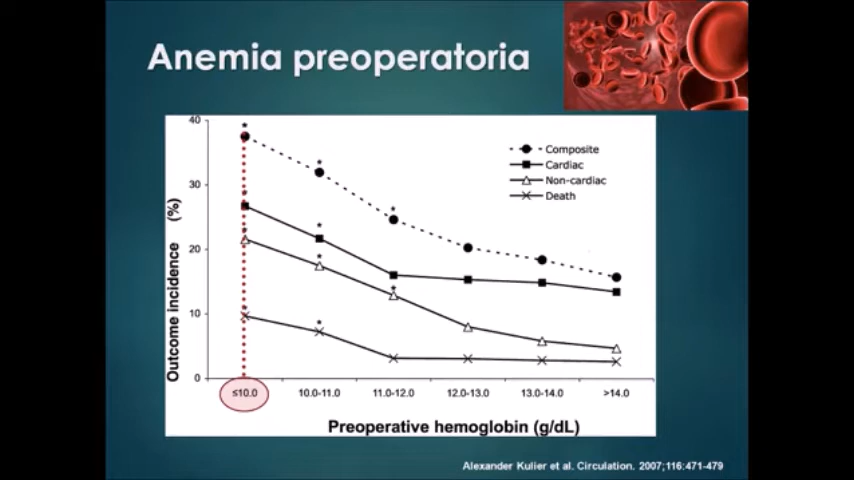 Anemia preoperatoria
Outcome incidence (%)
40
30
20
10
0
Composite
Cardiac
Non-cardiac
Death
≤10.0
10.0-11.0
11.0-12.0
12.0-13.0
13.0-14.0
>14.0
Preoperative hemoglobin (g/dL)
Alexander Kulier et al. Circulation. 2007;116:471-479